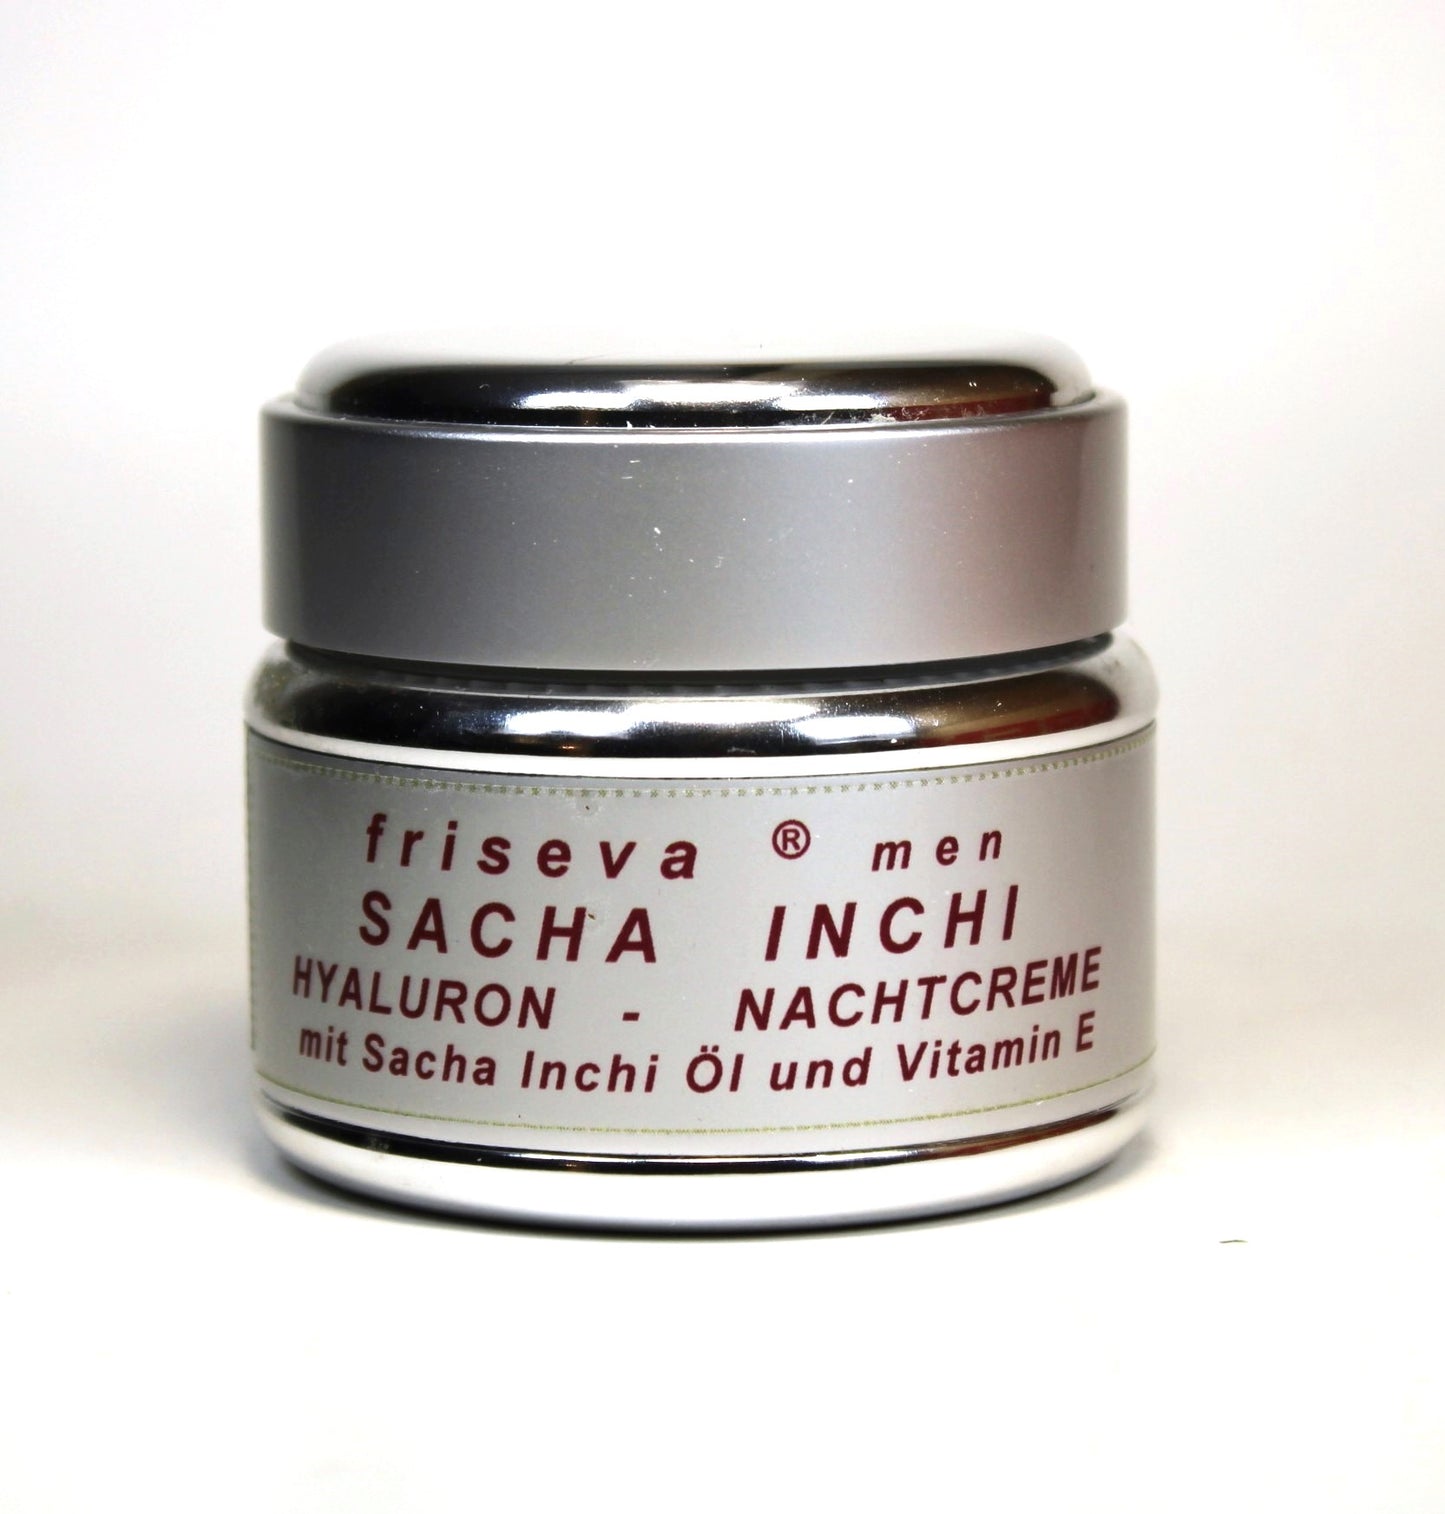 friseva ® men
SACHA INCHI
HYALURON - NACHTCREME
mit Sacha Inchi Öl und Vitamin E